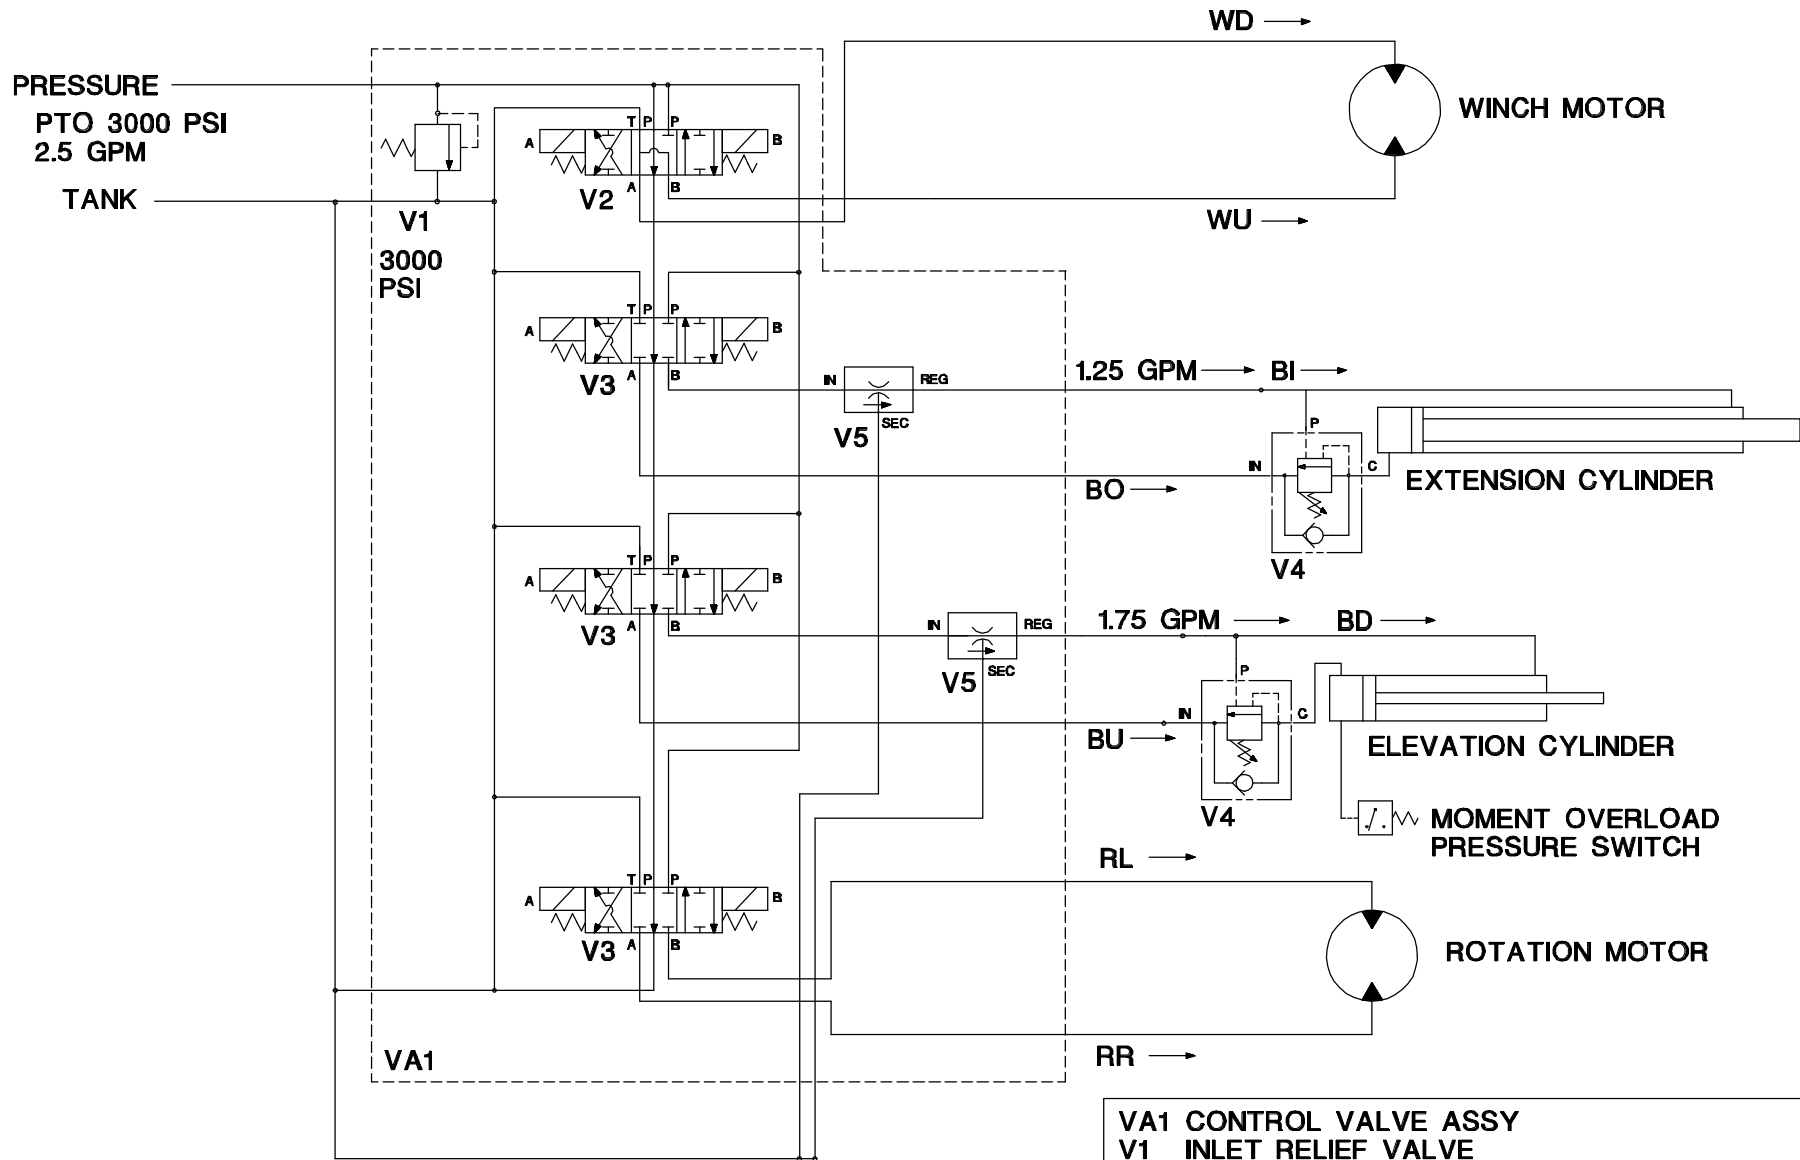 WD
PRESSURE
PTO 3000 PSI
2.5 GPM
WINCH MOTOR
T P P
A B
A B
V2
TANK
V1
WU
3000
PSI
T P P
A B
A B
V3
IN REG
SEC
V5
1.25 GPM BI
P
IN C
BO
EXTENSION CYLINDER
V4
T P P
A B
A B
V3
IN REG
SEC
V5
1.75 GPM BD
P
IN C
BU
ELEVATION CYLINDER
V4
MOMENT OVERLOAD
PRESSURE SWITCH
RL
T P P
A B
A B
V3
ROTATION MOTOR
RR
VA1
VA1 CONTROL VALVE ASSY
V1 INLET RELIEF VALVE